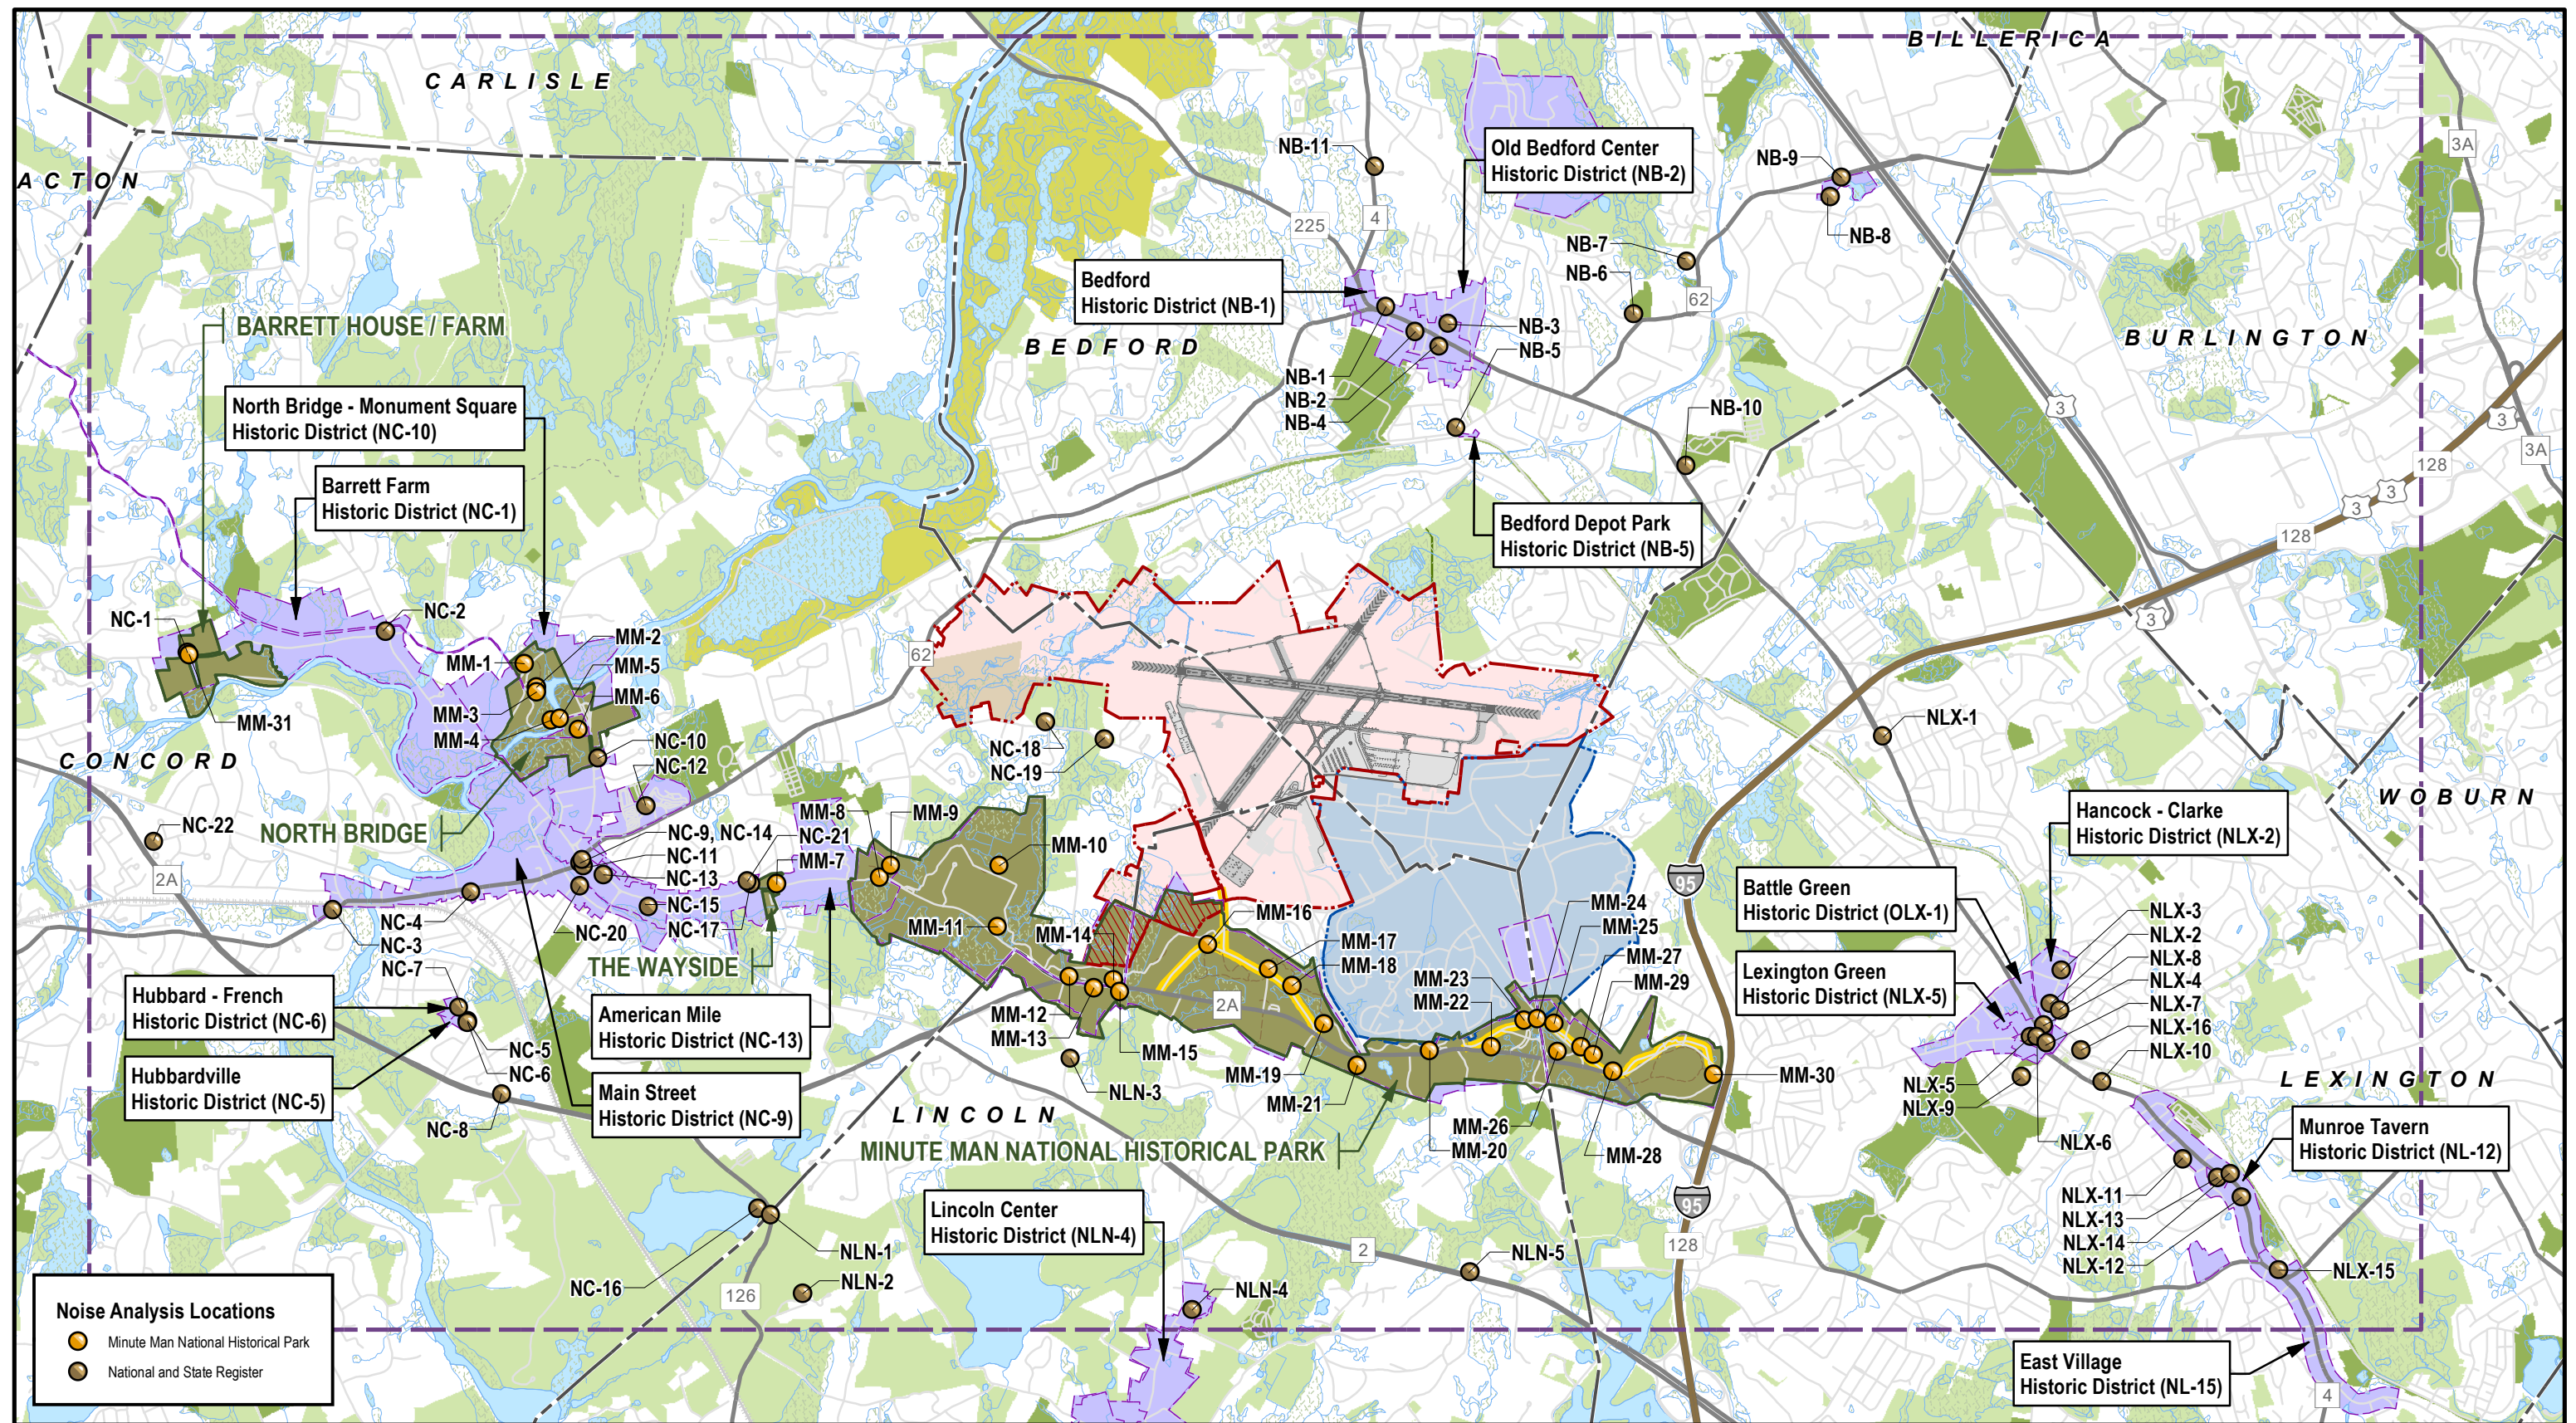 BILLERICA
CARLISLE
ACTON
3A
NB-11
Old Bedford Center
Historic District (NB-2)
NB-9
NB-8
225
4
NB-7
NB-6
62
Bedford
Historic District (NB-1)
BARRETT HOUSE / FARM
BEDFORD
NB-3
NB-5
BURLINGTON
NB-1
NB-2
NB-4
North Bridge - Monument Square
Historic District (NC-10)
NB-10
3
3
3A
128
Barrett Farm
Historic District (NC-1)
3
3
Bedford Depot Park
Historic District (NB-5)
128
NC-1
NC-2
3
MM-2
MM-1
MM-5
62
MM-6
MM-3
MM-31
MM-4
NLX-1
NC-10
NC-18
CONCORD
NC-12
NC-19
WOBURN
Hancock - Clarke
Historic District (NLX-2)
NC-22
NORTH BRIDGE
NC-9, NC-14
NC-21
MM-8
MM-9
NC-11
MM-7
MM-10
NC-13
2A
95
Battle Green
Historic District (OLX-1)
NC-4
NC-15
NC-3
NC-20
NC-17
MM-11
MM-14
MM-16
MM-24
MM-25
NLX-3
NLX-2
NLX-8
NLX-4
NLX-7
NLX-16
NLX-10
NC-7
THE WAYSIDE
MM-17
MM-18
MM-23
MM-22
MM-27
MM-29
Lexington Green
Historic District (NLX-5)
Hubbard - French
Historic District (NC-6)
American Mile
Historic District (NC-13)
MM-12
MM-13
2A
MM-15
NC-5
NC-6
Hubbardville
Historic District (NC-5)
Main Street
Historic District (NC-9)
NLN-3
MM-19
MM-21
MM-30
NLX-5
NLX-9
LEXINGTON
NC-8
LINCOLN
MINUTE MAN NATIONAL HISTORICAL PARK
MM-26
MM-20
MM-28
NLX-6
Munroe Tavern
Historic District (NL-12)
95
NLX-11
NLX-13
NLX-14
NLX-12
Lincoln Center
Historic District (NLN-4)
NLN-1
2
NLN-5
128
NLX-15
NC-16
NLN-2
126
NLN-4
Noise Analysis Locations
Minute Man National Historical Park
National and State Register
East Village
Historic District (NL-15)
4